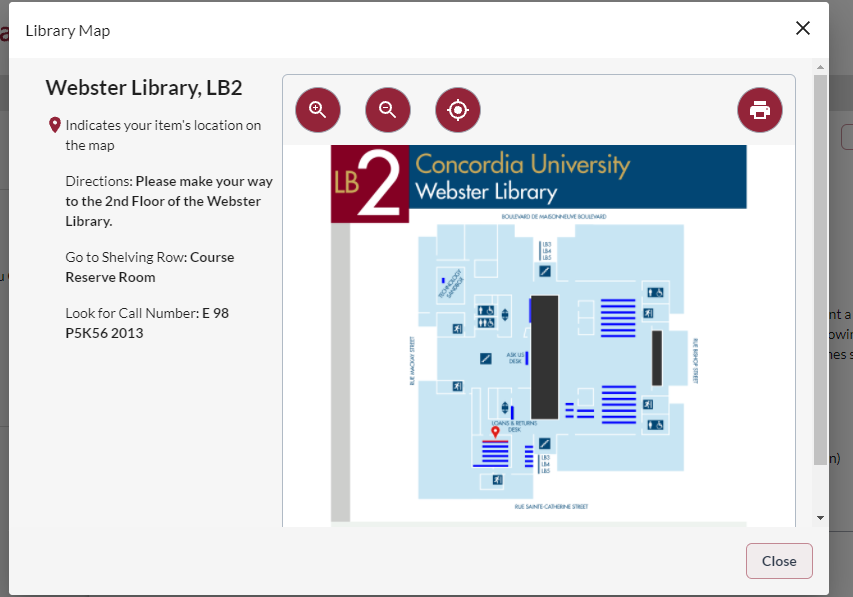 Library Map
Webster Library, LB2
Indicates your item's location on
the map
Directions: Please make your way
to the 2nd Floor of the Webster
Library.
Go to Shelving Row: Course
Reserve Room
Look for Call Number: E 98
P5K56 2013
LB 2
Concordia University
Webster Library
BOULEVARD DE MAISONNEUVE BOULEVARD
LB3
LB4
LB5
TECHNOLOGY
SANDBOX
RUE MACKAY STREET
ASK US
DESK
RUE BISHOP STREET
LOANS & RETURNS
DESK
LB3
LB4
LB5
RUE SAINTE-CATHERINE STREET
nt a
n)
Close